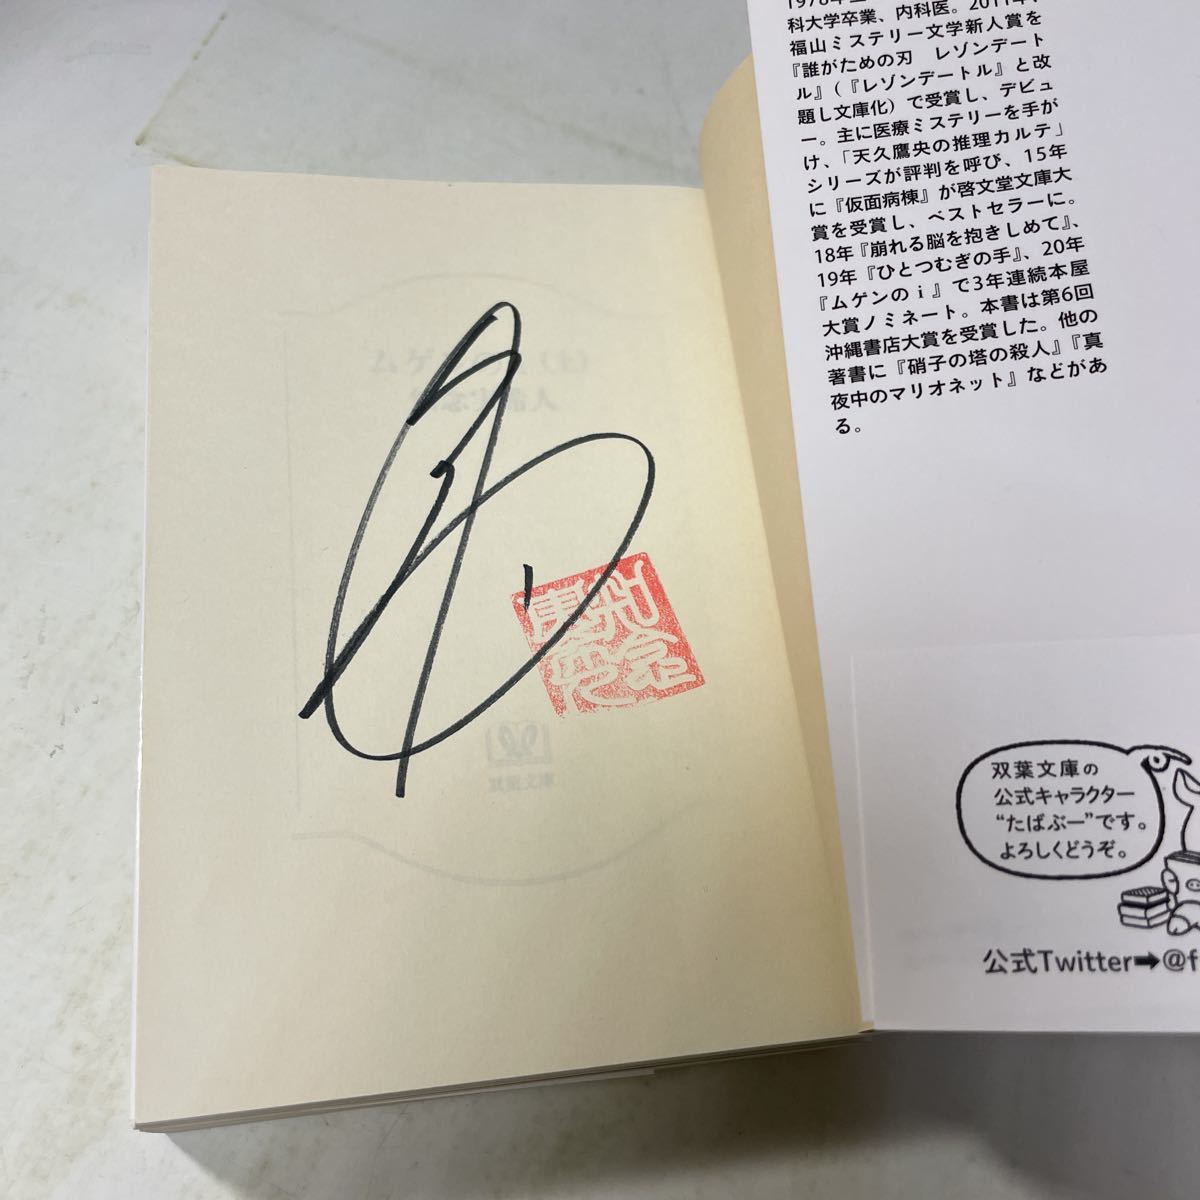 科大学卒業、内科医。2011年、
福山ミステリー文学新人賞を
『誰がための刃　レゾンデート
ル』(『レゾンデートル』と改
題し文庫化）で受賞し、デビュ
ー。主に医療ミステリーを手が
け、「天久鷹央の推理カルテ」
シリーズが評判を呼び、15年
に『仮面病棟』が啓文堂文庫大
賞を受賞し、ベストセラーに。
18年『崩れる脳を抱きしめて』、
19年『ひとつむぎの手』、20年
『ムゲンのｉ』で3年連続本屋
大賞ノミネート。本書は第6回
沖縄書店大賞を受賞した。他の
著書に『硝子の塔の殺人』『真
夜中のマリオネット』などがあ
る。
双葉文庫の
公式キャラクター
“たばぶー”です。
よろしくどうぞ。
公式Twitter➡@f